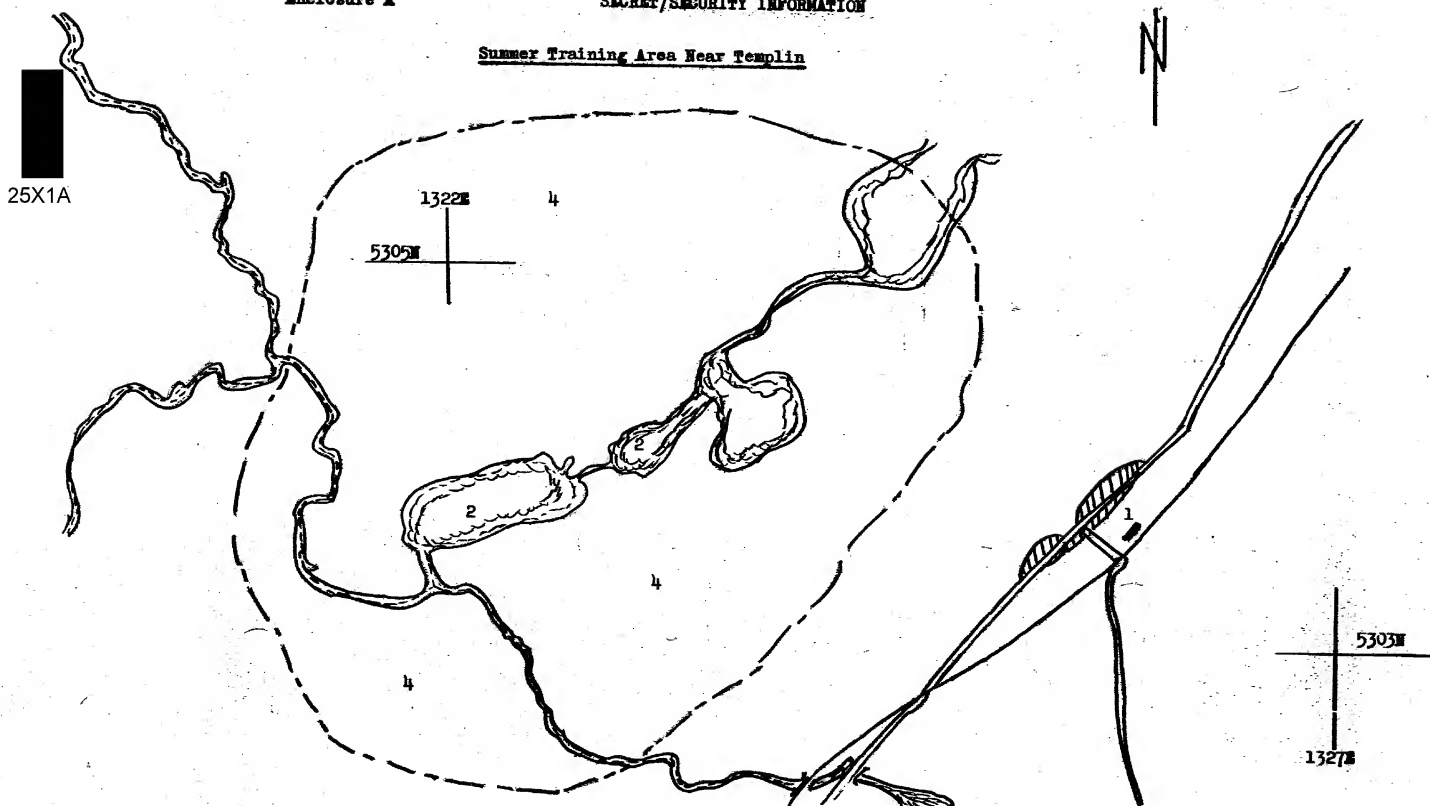 SECRET/SECURITY INFORMATION
Summer Training Area Near Templin
N
25X1A
1322E
4
5305N
2
2
1
4
4
5303N
1327E